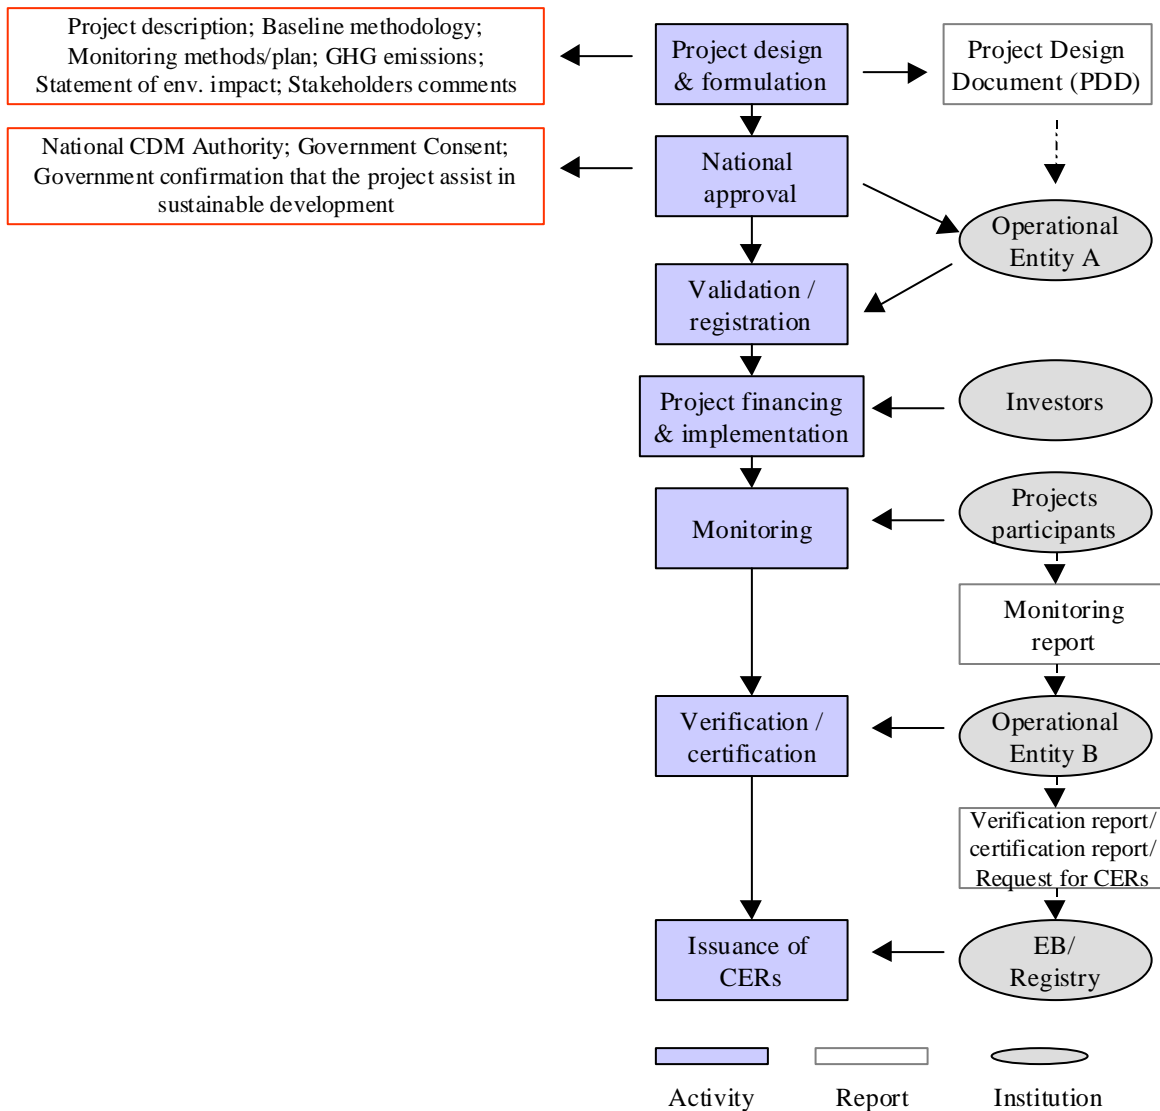 Project description; Baseline methodology;
Monitoring methods/plan; GHG emissions;
Statement of env. impact; Stakeholders comments
Project design
& formulation
Project Design
Document (PDD)
National CDM Authority; Government Consent;
Government confirmation that the project assist in
sustainable development
National
approval
Operational
Entity A
Validation /
registration
Project financing
& implementation
Investors
Monitoring
Projects
participants
Monitoring
report
Verification /
certification
Operational
Entity B
Verification report/
certification report/
Request for CERs
Issuance of
CERs
EB/
Registry
Activity
Report
Institution